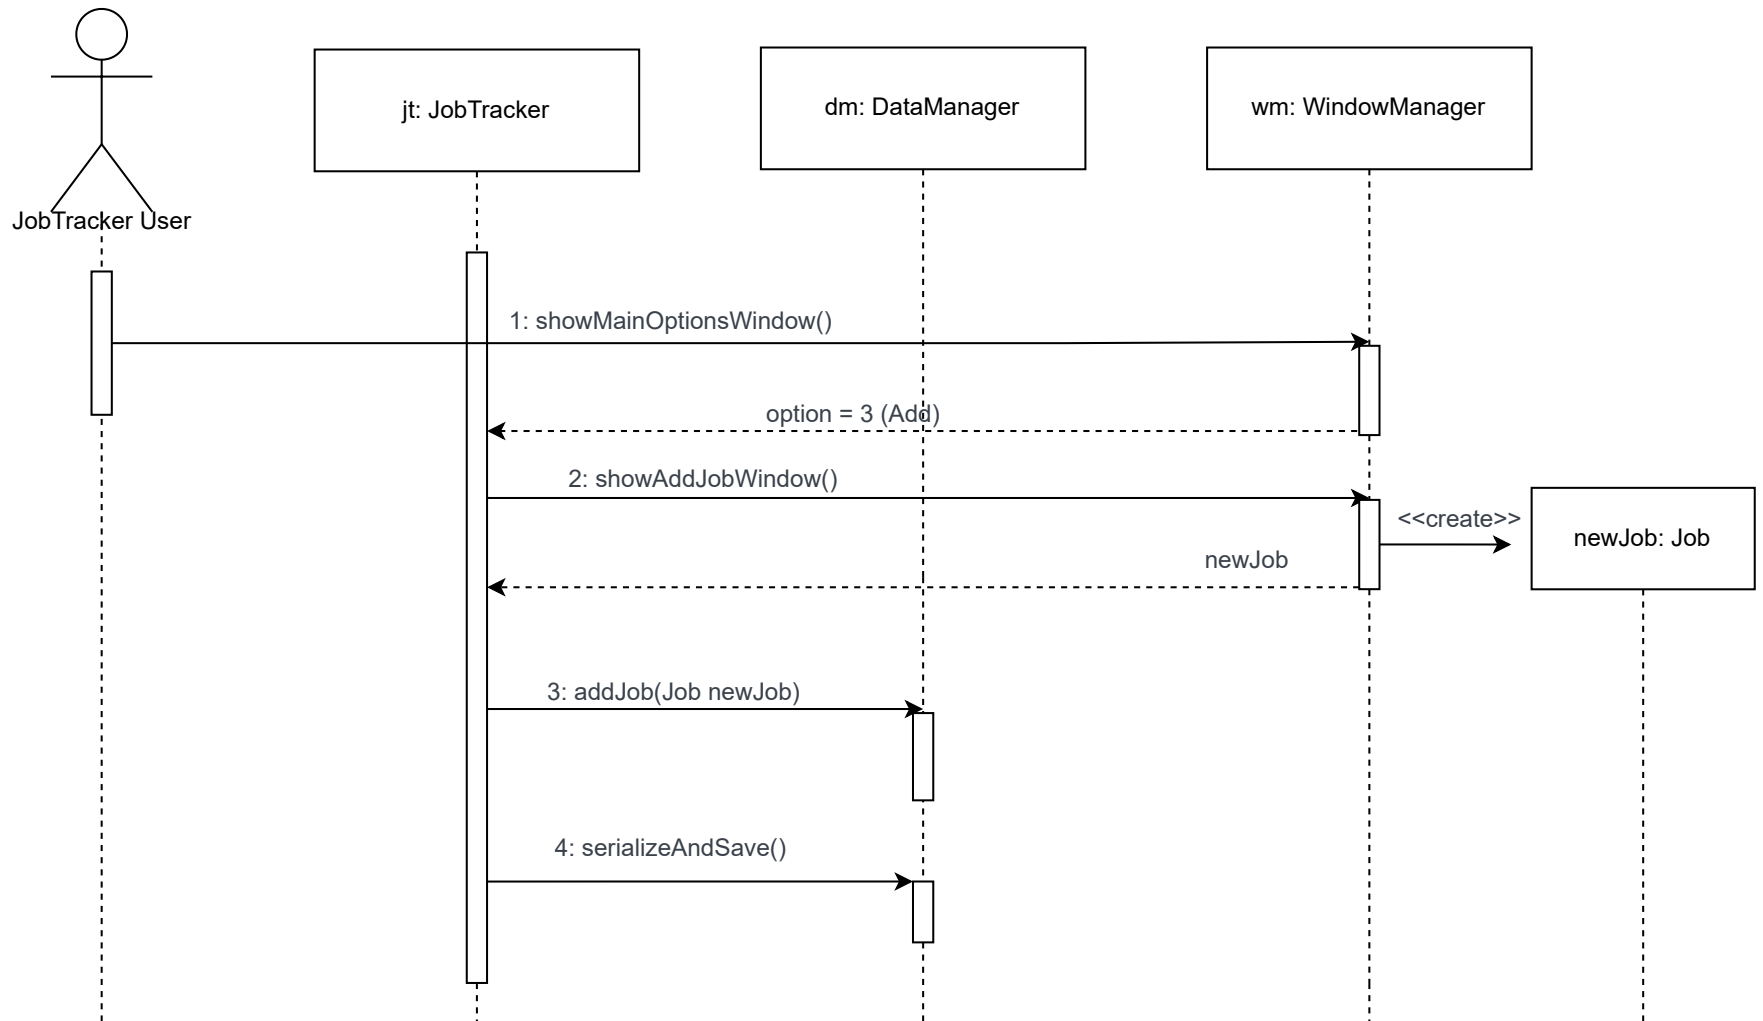 jt: JobTracker
dm: DataManager
wm: WindowManager
JobTracker User
1: showMainOptionsWindow()
option = 3 (Add)
2: showAddJobWindow()
<<create>>
newJob: Job
newJob
3: addJob(Job newJob)
4: serializeAndSave()